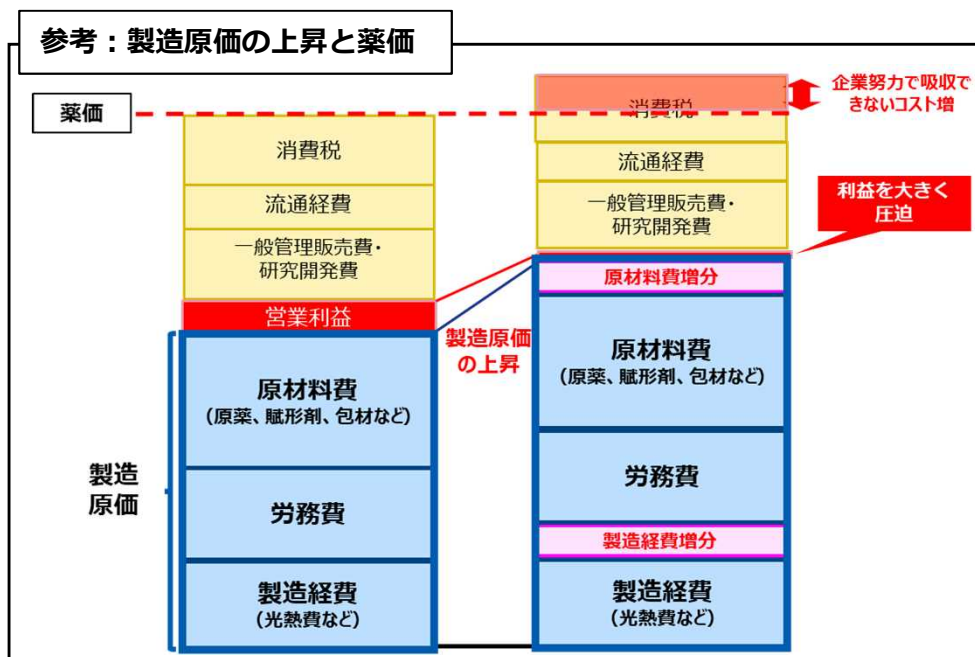 参考：製造原価の上昇と薬価
薬価
消費税
流通経費
一般管理販売費・
研究開発費
営業利益
原材料費
(原薬、賦形剤、包材など)
労務費
製造経費
(光熱費など)
製造
原価
製造原価
の上昇
消費税
流通経費
一般管理販売費・
研究開発費
原材料費増分
原材料費
(原薬、賦形剤、包材など)
労務費
製造経費増分
製造経費
(光熱費など)
企業努力で吸収で
きないコスト増
利益を大きく
圧迫